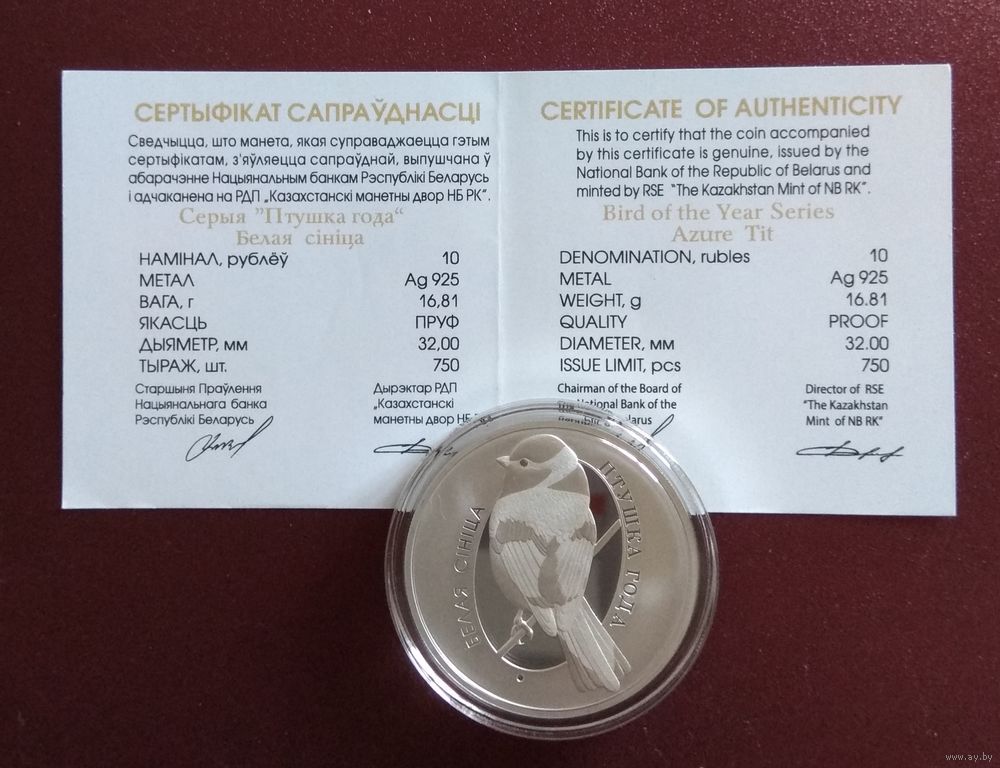 СЕРТЫФІКАТ САПРАЎДНАСЦІ
Сведчыцца, што манета, якая суправаджаецца гэтым
сертыфікатам, з'яўляецца сапраўднай, выпушчана ў
абарачэнне Нацыянальным банкам Рэспублікі Беларусь
і адчаканена на РДП „Казахстанскі манетны двор НБ РК".
Серыя "Птушка года“
Белая сініца
НАМІНАЛ, рублёў 10
МЕТАЛ Ag 925
ВАГА, г 16,81
ЯКАСЦЬ ПРУФ
ДЫЯМЕТР, мм 32,00
ТЫРАЖ, шт. 750
Старшыня Праўлення
Нацыянальнага банка
Рэспублікі Беларусь
Дырэктар РДП
„Казахстанскі
манетны двор НБ
CERTIFICATE OF AUTHENTICITY
This is to certify that the coin accompanied
by this certificate is genuine, issued by the
National Bank of the Republic of Belarus and
minted by RSE "The Kazakhstan Mint of NB RK".
Bird of the Year Series
Azure Tit
DENOMINATION, rubles 10
METAL Ag 925
WEIGHT, g 16.81
QUALITY PROOF
DIAMETER, мм 32.00
ISSUE LIMIT, pcs 750
Chairman of the Board of
National Bank of the
Belarus
Director of RSE
"The Kazakhstan
Mint of NB RK"
БЕЛАЯ СІНІЦА
ПТУШКА ГОДА
www.ay.by